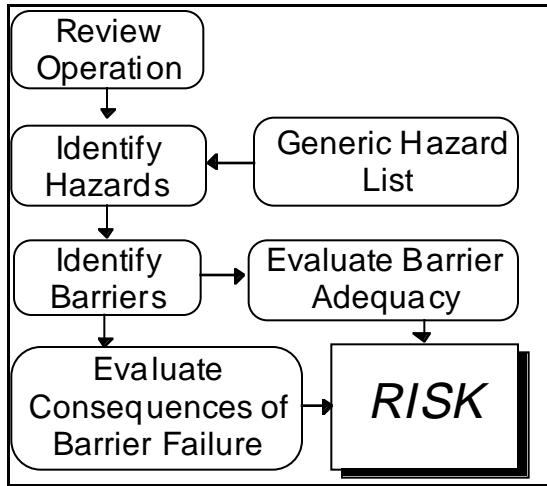 Review
Operation
Identify
Hazards
Generic Hazard
List
Identify
Barriers
Evaluate Barrier
Adequacy
Evaluate
Consequences of
Barrier Failure
RISK